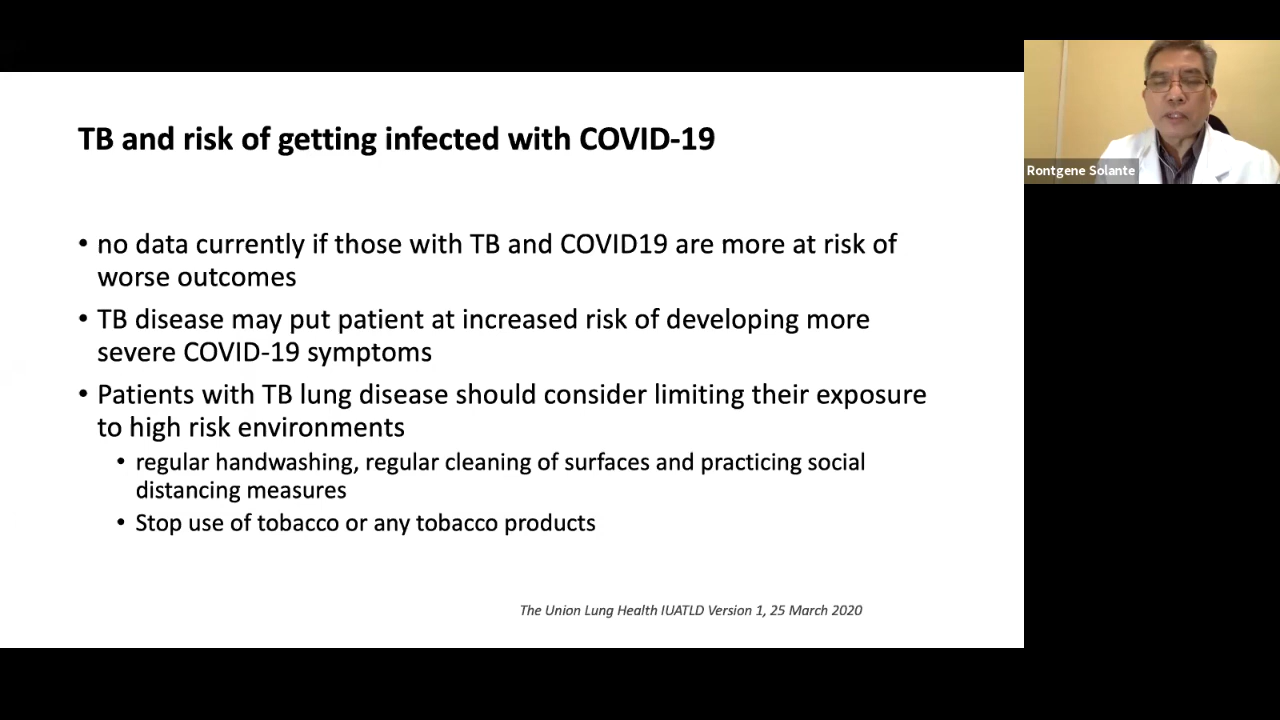 TB and risk of getting infected with COVID-19
• no data currently if those with TB and COVID19 are more at risk of
worse outcomes
• TB disease may put patient at increased risk of developing more
severe COVID-19 symptoms
• Patients with TB lung disease should consider limiting their exposure
to high risk environments
• regular handwashing, regular cleaning of surfaces and practicing social
distancing measures
• Stop use of tobacco or any tobacco products
The Union Lung Health IUATLD Version 1, 25 March 2020
Rontgene Solante